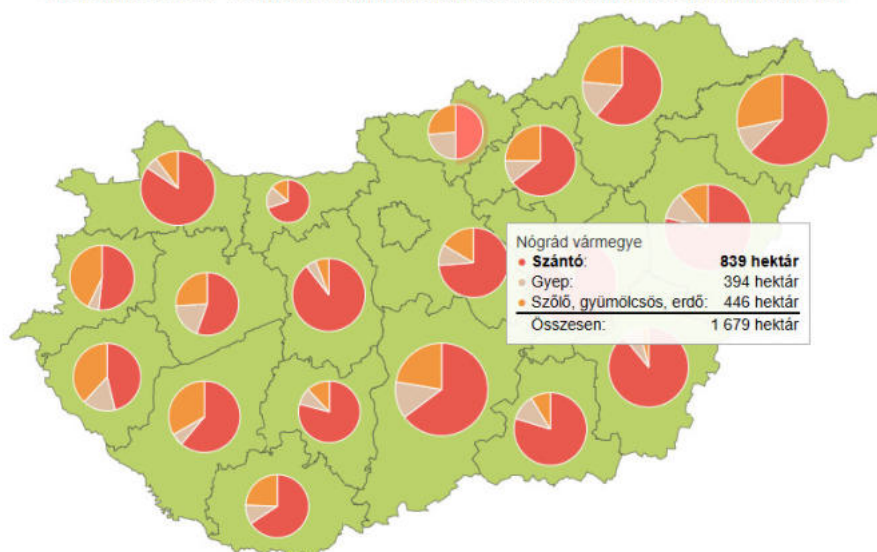 Nógrád vármegye
Szántó: 839 hektár
Gyep: 394 hektár
Szőlő, gyümölcsös, erdő: 446 hektár
Összesen: 1 679 hektár